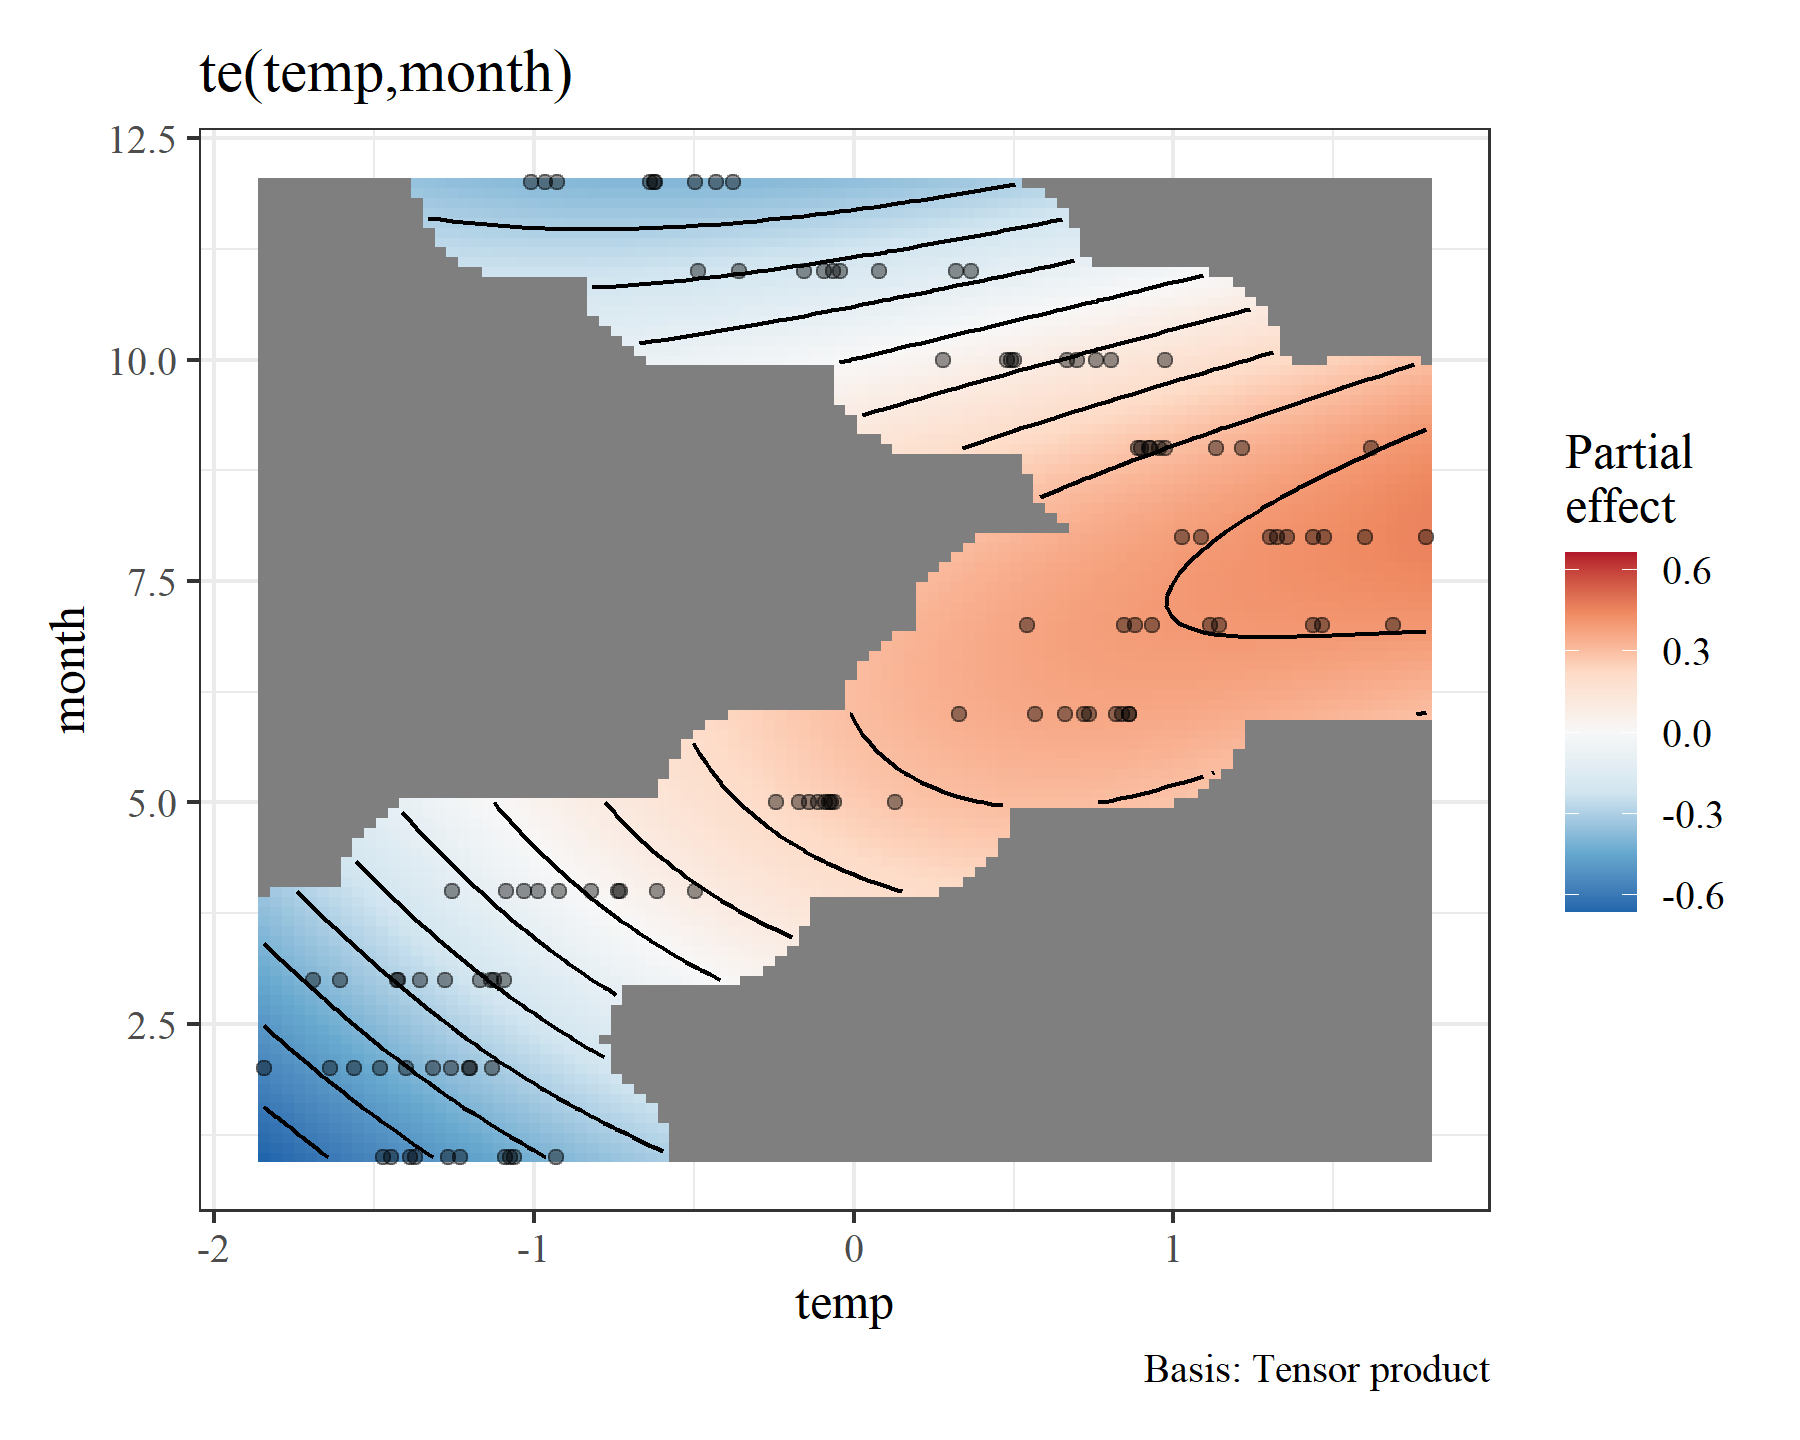 te(temp,month)
12.5
10.0
7.5
5.0
2.5
month
-2
-1
0
1
temp
Partial
effect
0.6
0.3
0.0
-0.3
-0.6
Basis: Tensor product